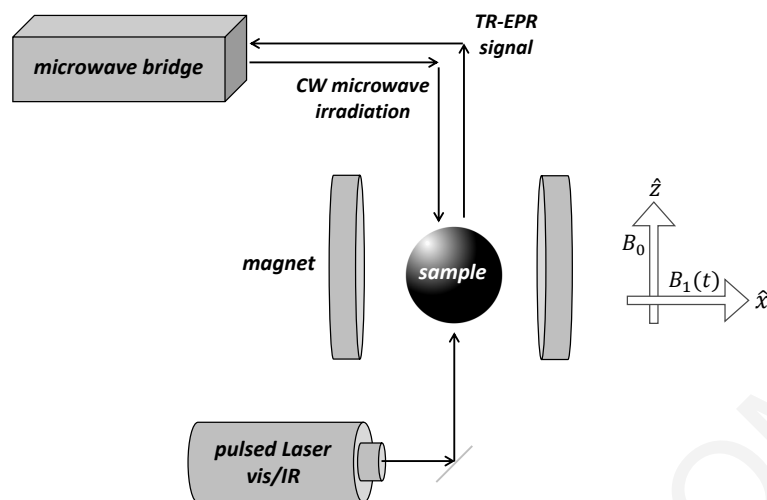 TR-EPR
signal
microwave bridge
CW microwave
irradiation
magnet
sample
ẑ
B₀
B₁(t)
x̂
pulsed Laser
vis/IR